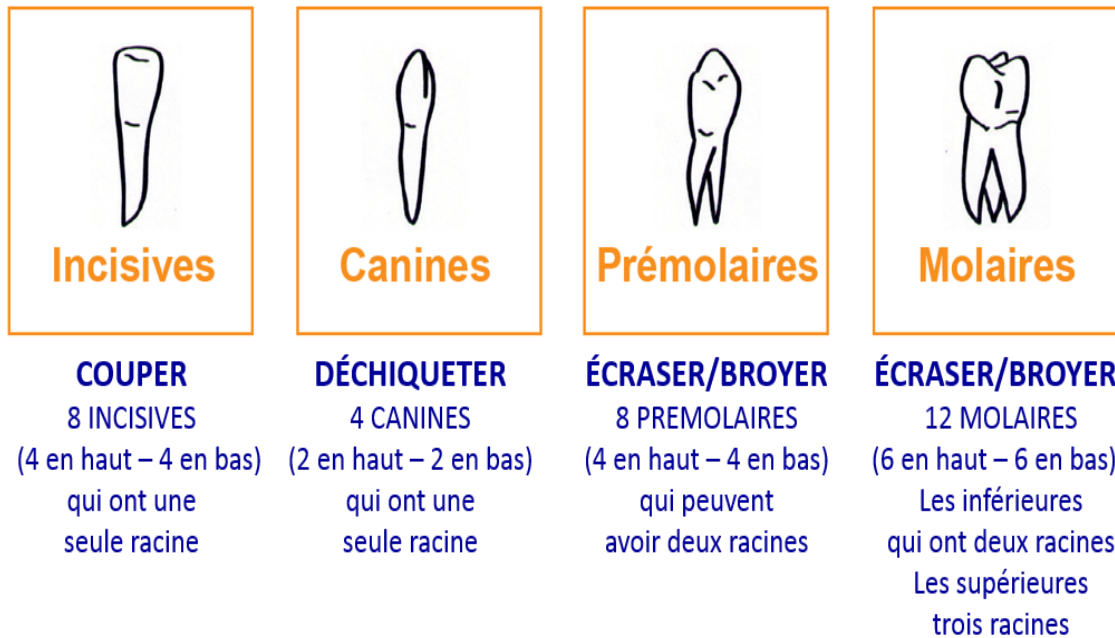 Incisives
COUPER
8 INCISIVES
(4 en haut – 4 en bas)
qui ont une
seule racine
Canines
DÉCHIQUETER
4 CANINES
(2 en haut – 2 en bas)
qui ont une
seule racine
Prémolaires
ÉCRASER/BROYER
8 PREMOLAIRES
(4 en haut – 4 en bas)
qui peuvent
avoir deux racines
Molaires
ÉCRASER/BROYER
12 MOLAIRES
(6 en haut – 6 en bas)
Les inférieures
qui ont deux racines
Les supérieures
trois racines